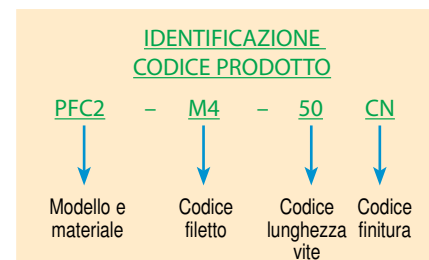 IDENTIFICAZIONE
CODICE PRODOTTO
PFC2 – M4 – 50 CN
Modello e Codice Codice Codice
materiale filetto lunghezza finitura
vite